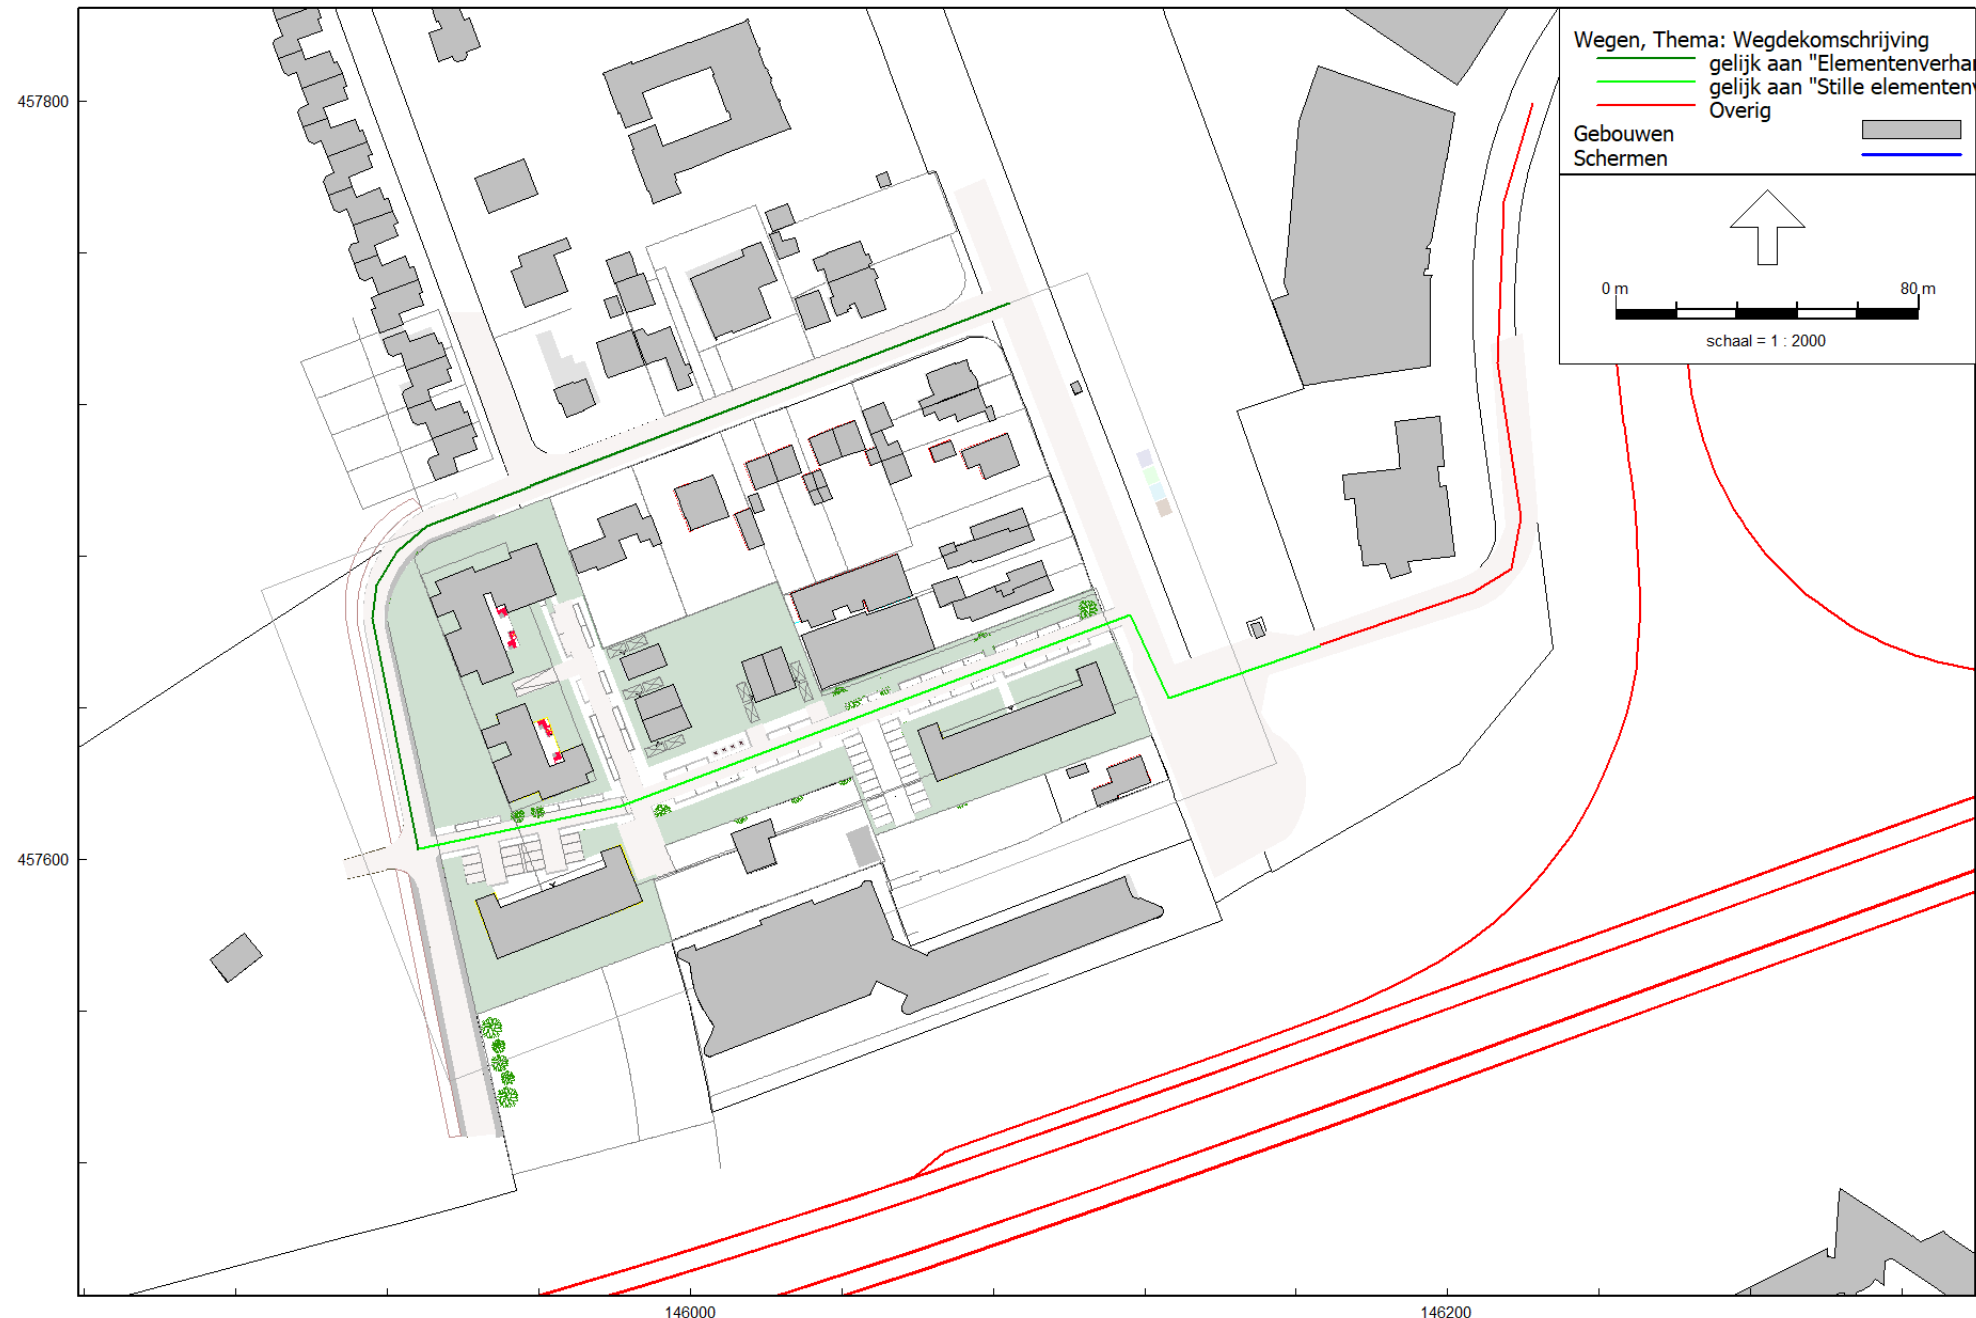 Wegen, Thema: Wegdekomschrijving
gelijk aan "Elementenverhar
gelijk aan "Stille elementenv
Overig
Gebouwen
Schermen
0 m 80 m
schaal = 1 : 2000
457800
457600
146000 146200